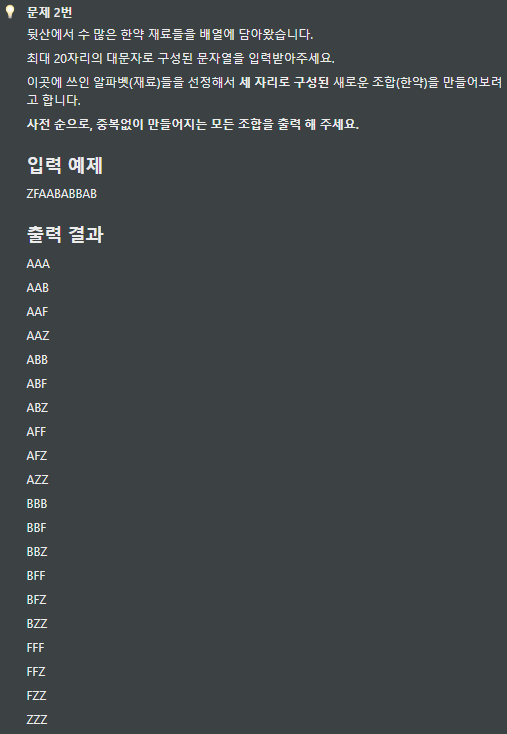 문제 2번
뒷산에서 수 많은 한약 재료들을 배열에 담아왔습니다.
최대 20자리의 대문자로 구성된 문자열을 입력받아주세요.
이곳에 쓰인 알파벳(재료)들을 선정해서 세 자리로 구성된 새로운 조합(한약)을 만들어보려
고 합니다.
사전 순으로, 중복없이 만들어지는 모든 조합을 출력 해 주세요.
입력 예제
ZFAABABBAB
출력 결과
AAA
AAB
AAF
AAZ
ABB
ABF
ABZ
AFF
AFZ
AZZ
BBB
BBF
BBZ
BFF
BFZ
BZZ
FFF
FFZ
FZZ
ZZZ